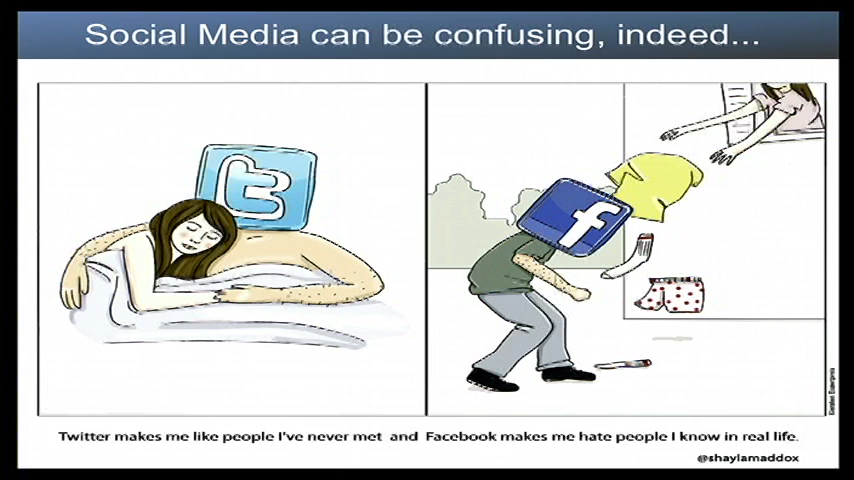 Social Media can be confusing, indeed...
t
f
Twitter makes me like people I've never met and Facebook makes me hate people I know in real life.
@shaylamaddox